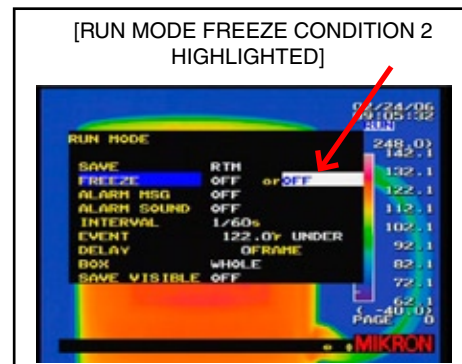 [RUN MODE FREEZE CONDITION 2
HIGHLIGHTED]
02/24/06
09:05:32
RUN
RUN MODE
SAVE RTM
FREEZE OFF or OFF
ALARM MSG OFF
ALARM SOUND OFF
INTERVAL 1/60s
EVENT 122.0F UNDER
DELAY 0FRAME
BOX WHOLE
SAVE VISIBLE OFF
248.0)
142.1
132.1
122.1
112.1
102.1
92.1
82.1
72.1
62.1
( -40.0)
PAGE 0
MIKRON